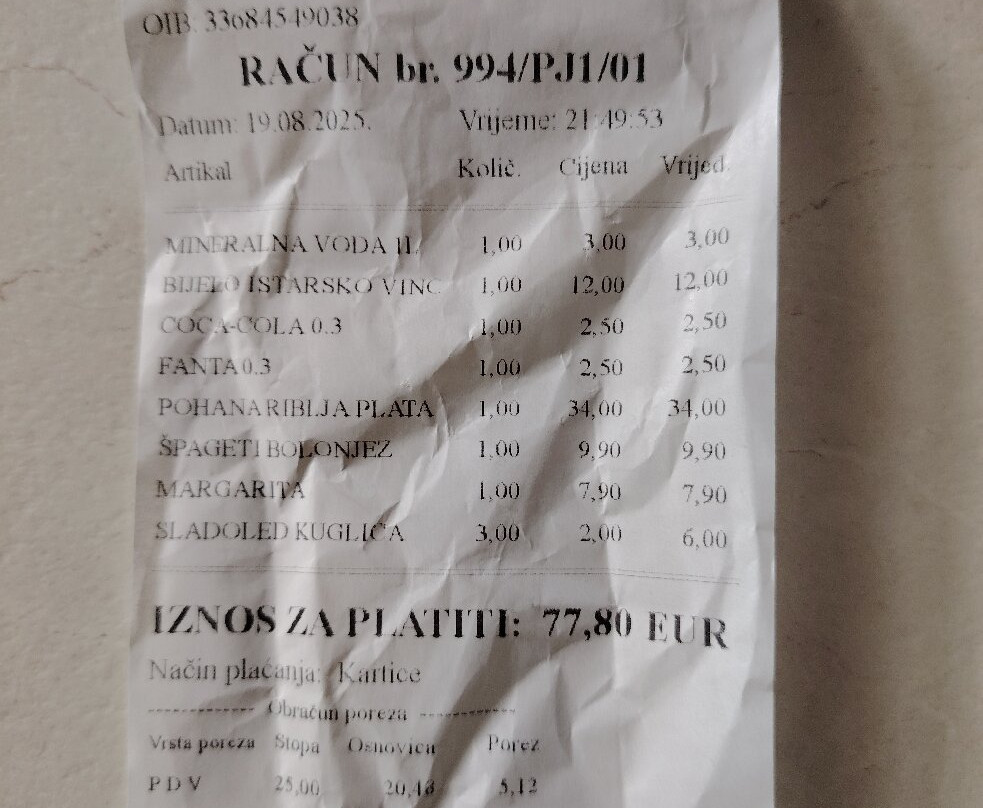 OIB: 33684549038
RAČUN br. 994/PJ1/01
Datum: 19.08.2025. Vrijeme: 21:49:53
Artikal Količ. Cijena Vrijed.
MINERALNA VODA 1L 1,00 3,00 3,00
BIJELO ISTARSKO VINO 1,00 12,00 12,00
COCA-COLA 0.3 1,00 2,50 2,50
FANTA 0.3 1,00 2,50 2,50
POHANA RIBLJA PLATA 1,00 34,00 34,00
ŠPAGETI BOLONJEZ 1,00 9,90 9,90
MARGARITA 1,00 7,90 7,90
SLADOLED KUGLICA 3,00 2,00 6,00
IZNOS ZA PLATITI: 77,80 EUR
Način plaćanja: Kartice
------------ Obračun poreza ------------
Vrsta poreza Stopa Osnovica Porez
P D V 25,00 20,48 5,12